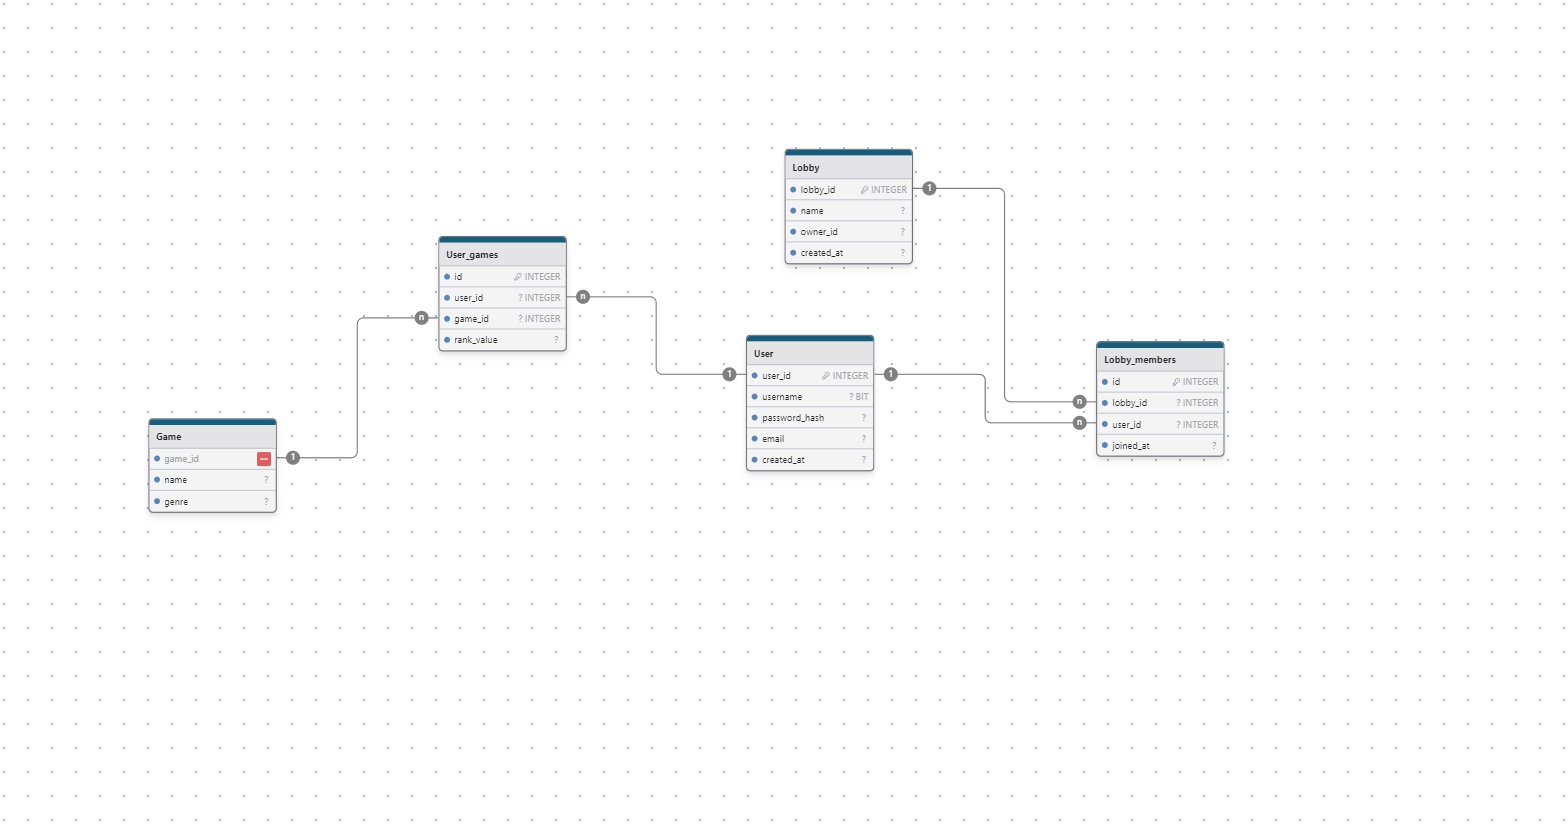 Lobby
lobby_id INTEGER
name ?
owner_id ?
created_at ?
1
User_games
id INTEGER
user_id ? INTEGER
game_id ? INTEGER
rank_value ?
n
n
User
user_id INTEGER
username ? BIT
password_hash ?
email ?
created_at ?
1
1
Lobby_members
id INTEGER
lobby_id ? INTEGER
user_id ? INTEGER
joined_at ?
n
n
Game
game_id
name ?
genre ?
1